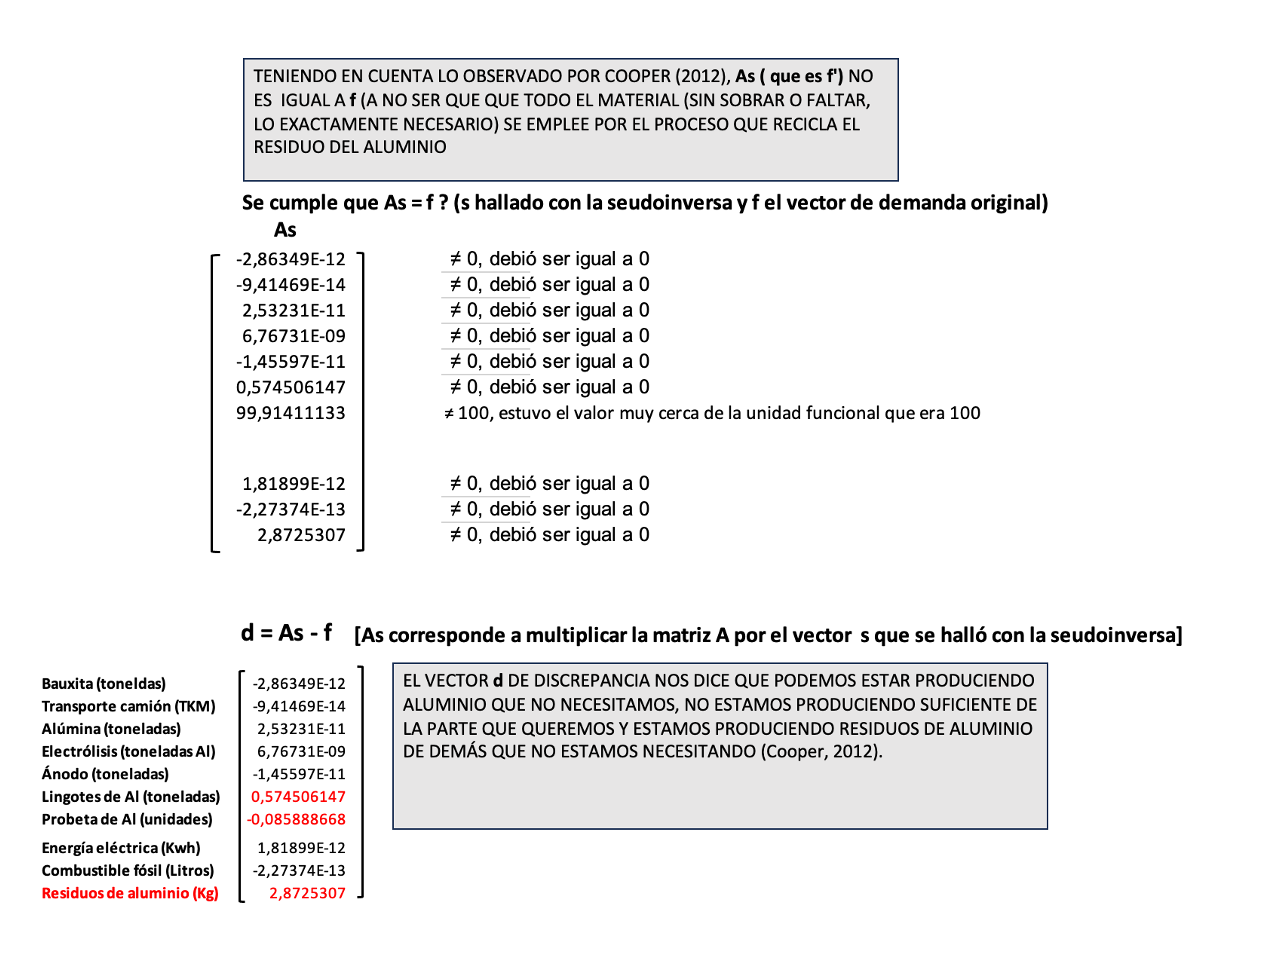 TENIENDO EN CUENTA LO OBSERVADO POR COOPER (2012), As ( que es f') NO
ES IGUAL A f (A NO SER QUE QUE TODO EL MATERIAL (SIN SOBRAR O FALTAR,
LO EXACTAMENTE NECESARIO) SE EMPLEE POR EL PROCESO QUE RECICLA EL
RESIDUO DEL ALUMINIO
Se cumple que As = f ? (s hallado con la seudoinversa y f el vector de demanda original)
As
-2,86349E-12 ≠ 0, debió ser igual a 0
-9,41469E-14 ≠ 0, debió ser igual a 0
2,53231E-11 ≠ 0, debió ser igual a 0
6,76731E-09 ≠ 0, debió ser igual a 0
-1,45597E-11 ≠ 0, debió ser igual a 0
0,574506147 ≠ 0, debió ser igual a 0
99,91411133 ≠ 100, estuvo el valor muy cerca de la unidad funcional que era 100
1,81899E-12 ≠ 0, debió ser igual a 0
-2,27374E-13 ≠ 0, debió ser igual a 0
2,8725307 ≠ 0, debió ser igual a 0
d = As - f [As corresponde a multiplicar la matriz A por el vector s que se halló con la seudoinversa]
Bauxita (toneldas) -2,86349E-12
Transporte camión (TKM) -9,41469E-14
Alúmina (toneladas) 2,53231E-11
Electrólisis (toneladas Al) 6,76731E-09
Ánodo (toneladas) -1,45597E-11
Lingotes de Al (toneladas) 0,574506147
Probeta de Al (unidades) -0,085888668
Energía eléctrica (Kwh) 1,81899E-12
Combustible fósil (Litros) -2,27374E-13
Residuos de aluminio (Kg) 2,8725307
EL VECTOR d DE DISCREPANCIA NOS DICE QUE PODEMOS ESTAR PRODUCIENDO
ALUMINIO QUE NO NECESITAMOS, NO ESTAMOS PRODUCIENDO SUFICIENTE DE
LA PARTE QUE QUEREMOS Y ESTAMOS PRODUCIENDO RESIDUOS DE ALUMINIO
DE DEMÁS QUE NO ESTAMOS NECESITANDO (Cooper, 2012).